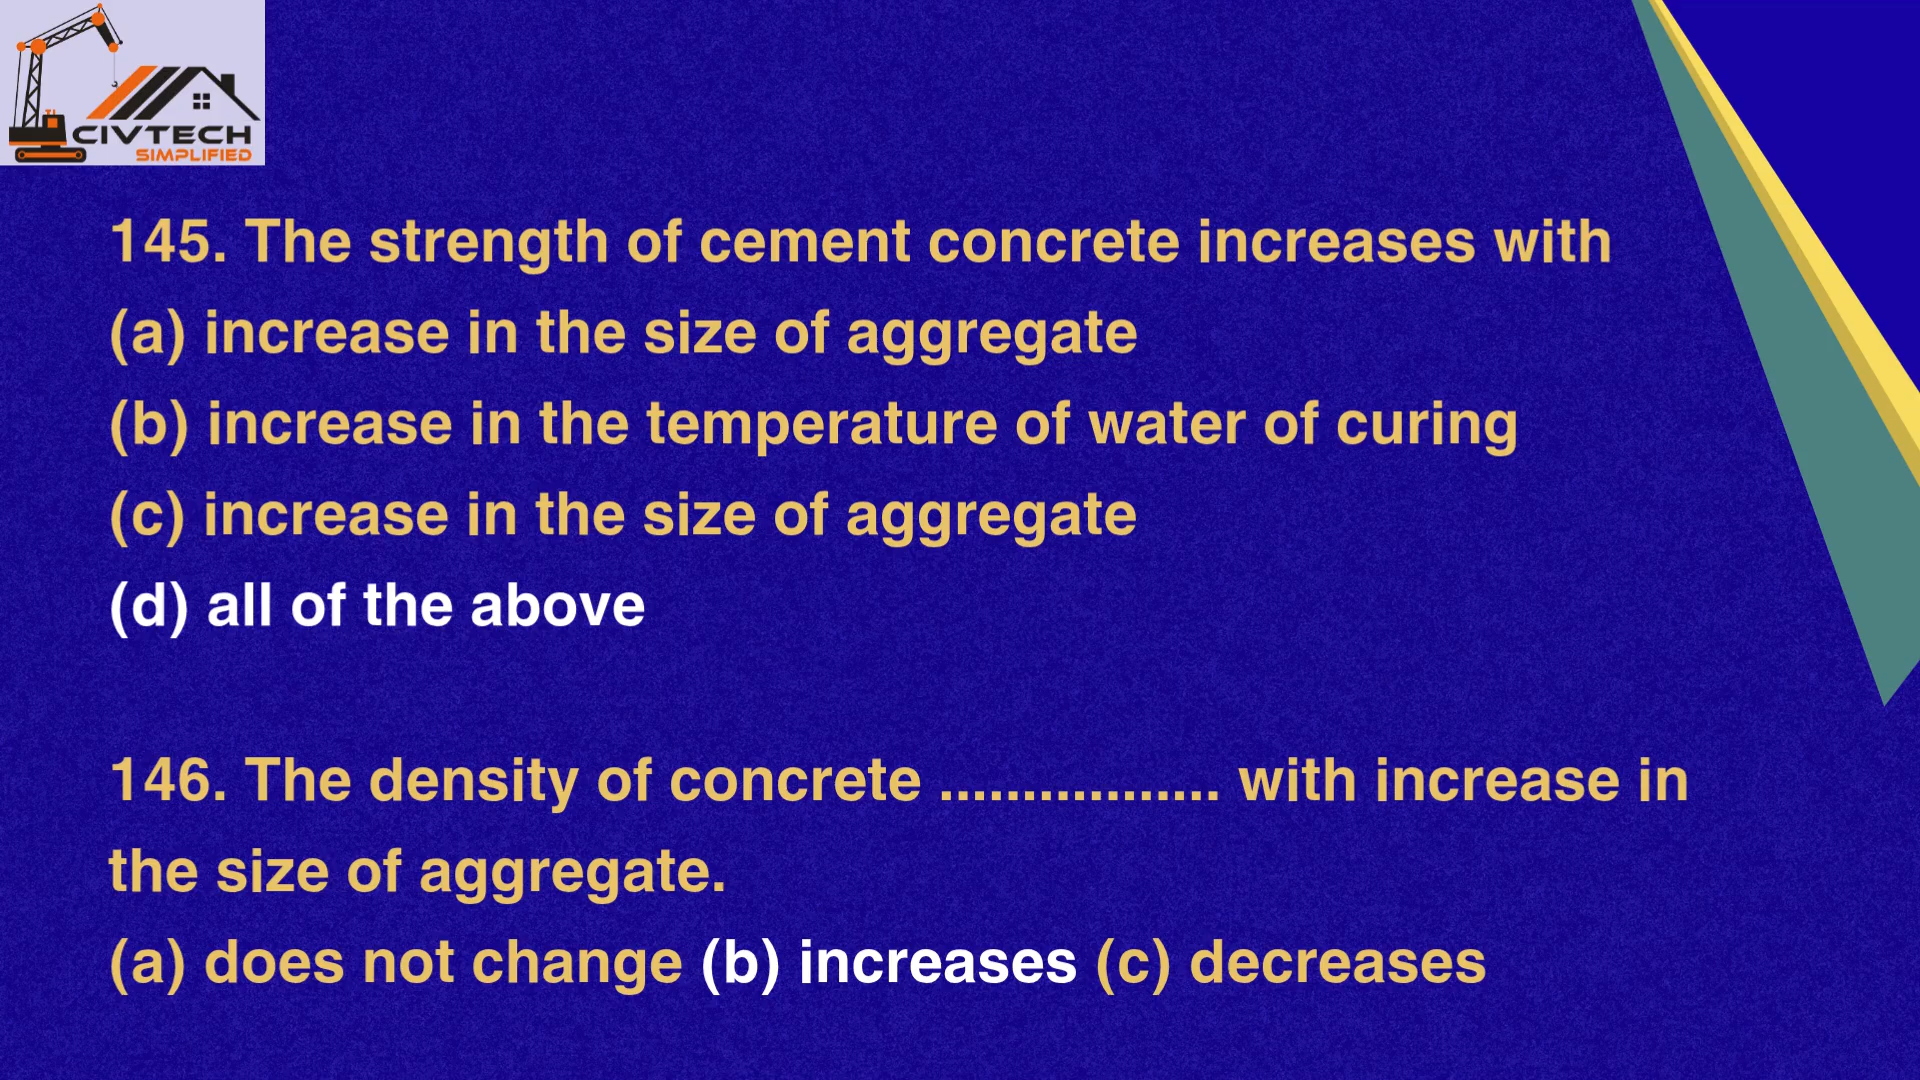 CIVTECH
SIMPLIFIED
145. The strength of cement concrete increases with
(a) increase in the size of aggregate
(b) increase in the temperature of water of curing
(c) increase in the size of aggregate
(d) all of the above
146. The density of concrete ................. with increase in
the size of aggregate.
(a) does not change (b) increases (c) decreases